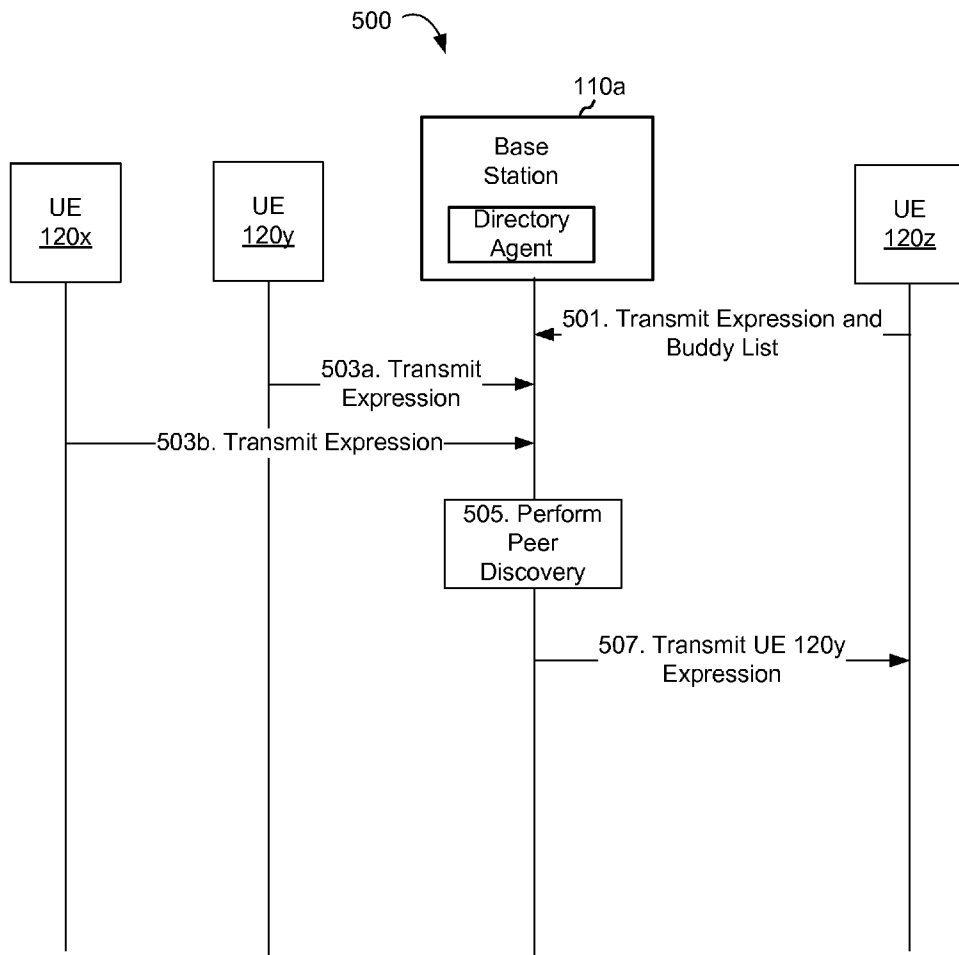 500
110a
UE
120x
UE
120y
Base
Station
Directory
Agent
UE
120z
501. Transmit Expression and
Buddy List
503a. Transmit
Expression
503b. Transmit Expression
505. Perform
Peer
Discovery
507. Transmit UE 120y
Expression